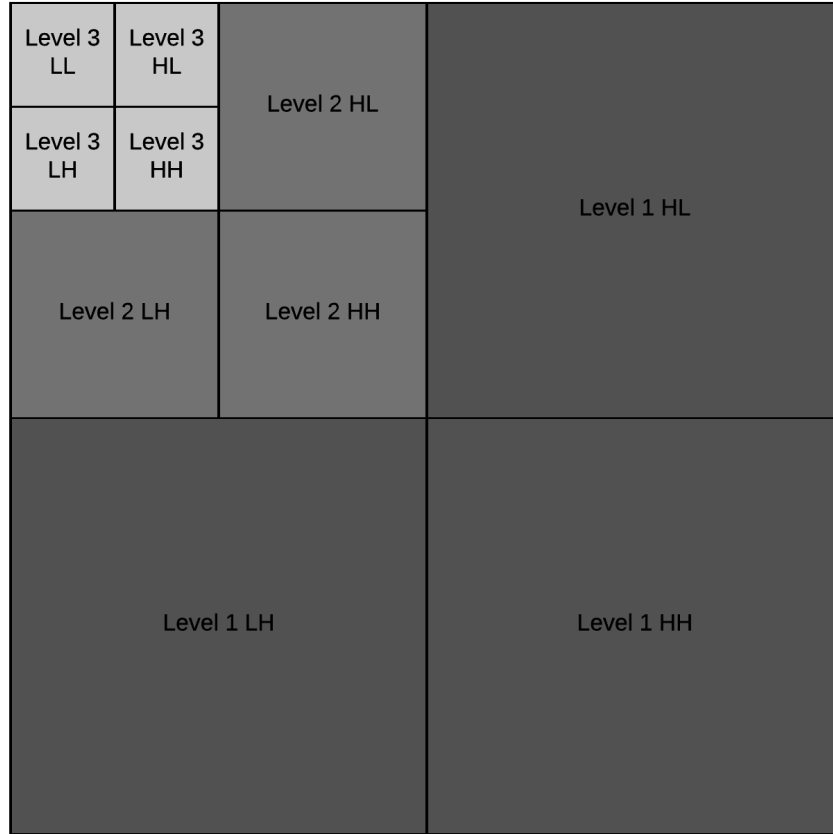 Level 3
LL
Level 3
HL
Level 2 HL
Level 1 HL
Level 3
LH
Level 3
HH
Level 2 LH
Level 2 HH
Level 1 LH
Level 1 HH